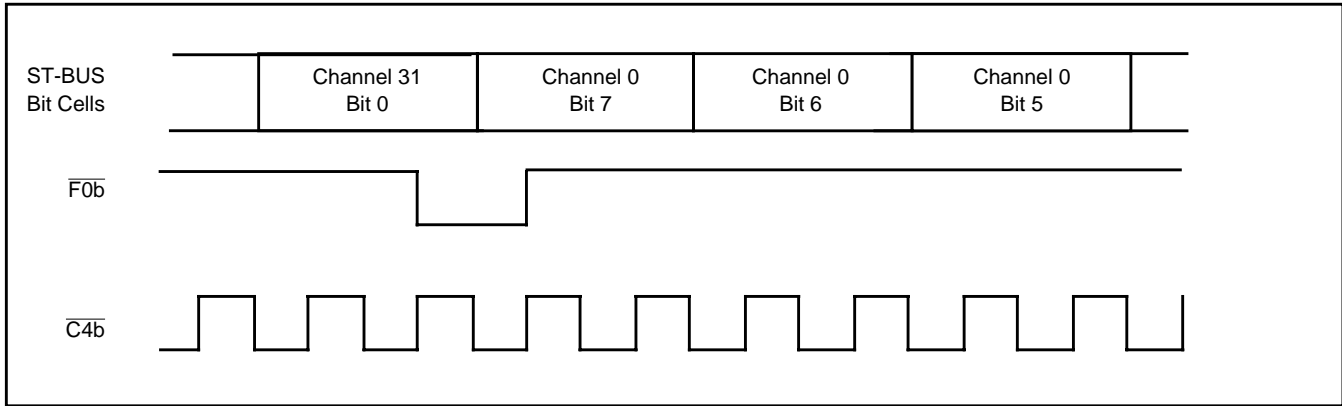 ST-BUS
Bit Cells
Channel 31
Bit 0
Channel 0
Bit 7
Channel 0
Bit 6
Channel 0
Bit 5
F0b
C4b